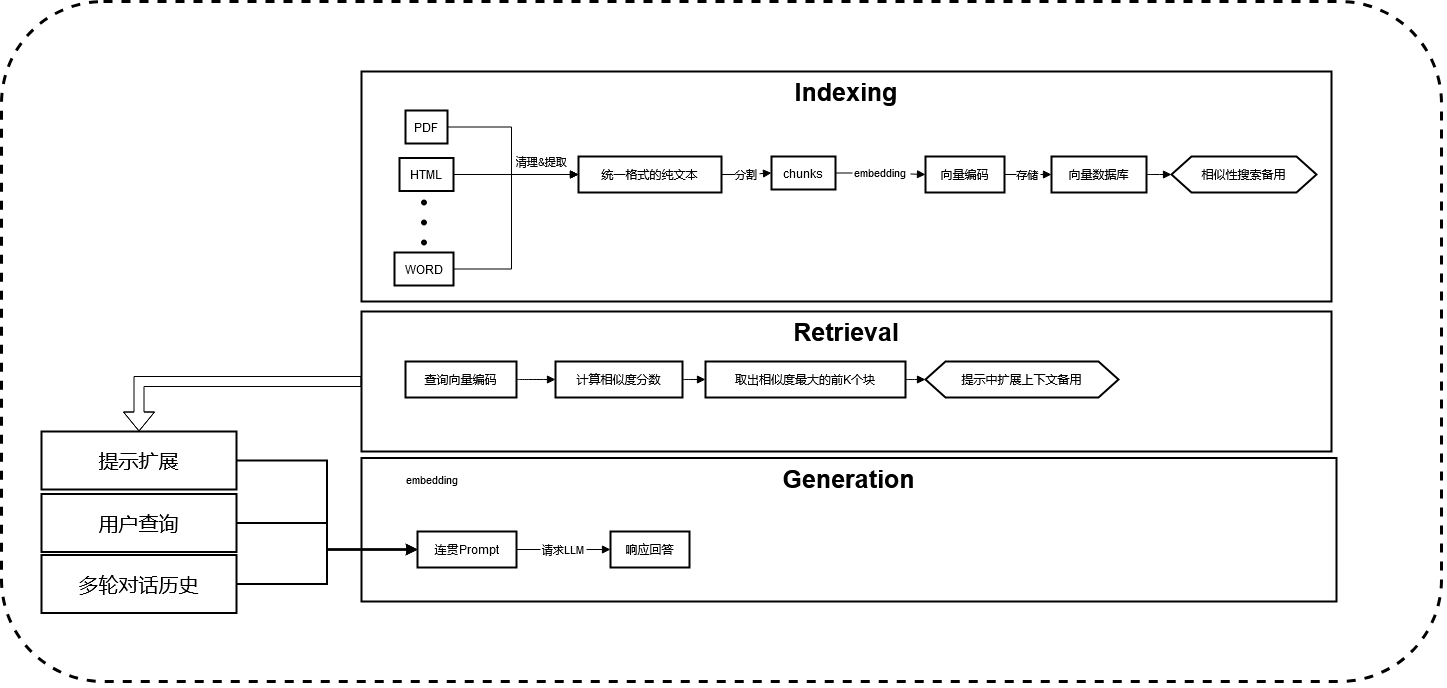 Indexing
PDF
HTML
WORD
清理&提取
统一格式的纯文本
分割
chunks
embedding
向量编码
存储
向量数据库
相似性搜索备用
Retrieval
查询向量编码
计算相似度分数
取出相似度最大的前K个块
提示中扩展上下文备用
提示扩展
用户查询
多轮对话历史
Generation
embedding
连贯Prompt
请求LLM
响应回答